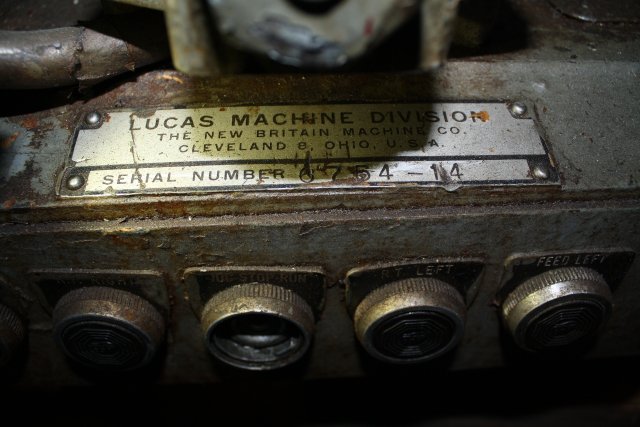 LUCAS MACHINE DIVISION
THE NEW BRITAIN MACHINE CO.
CLEVELAND 8, OHIO, U.S.A.
SERIAL NUMBER 6754-14
R.T. LEFT
FEED LEFT